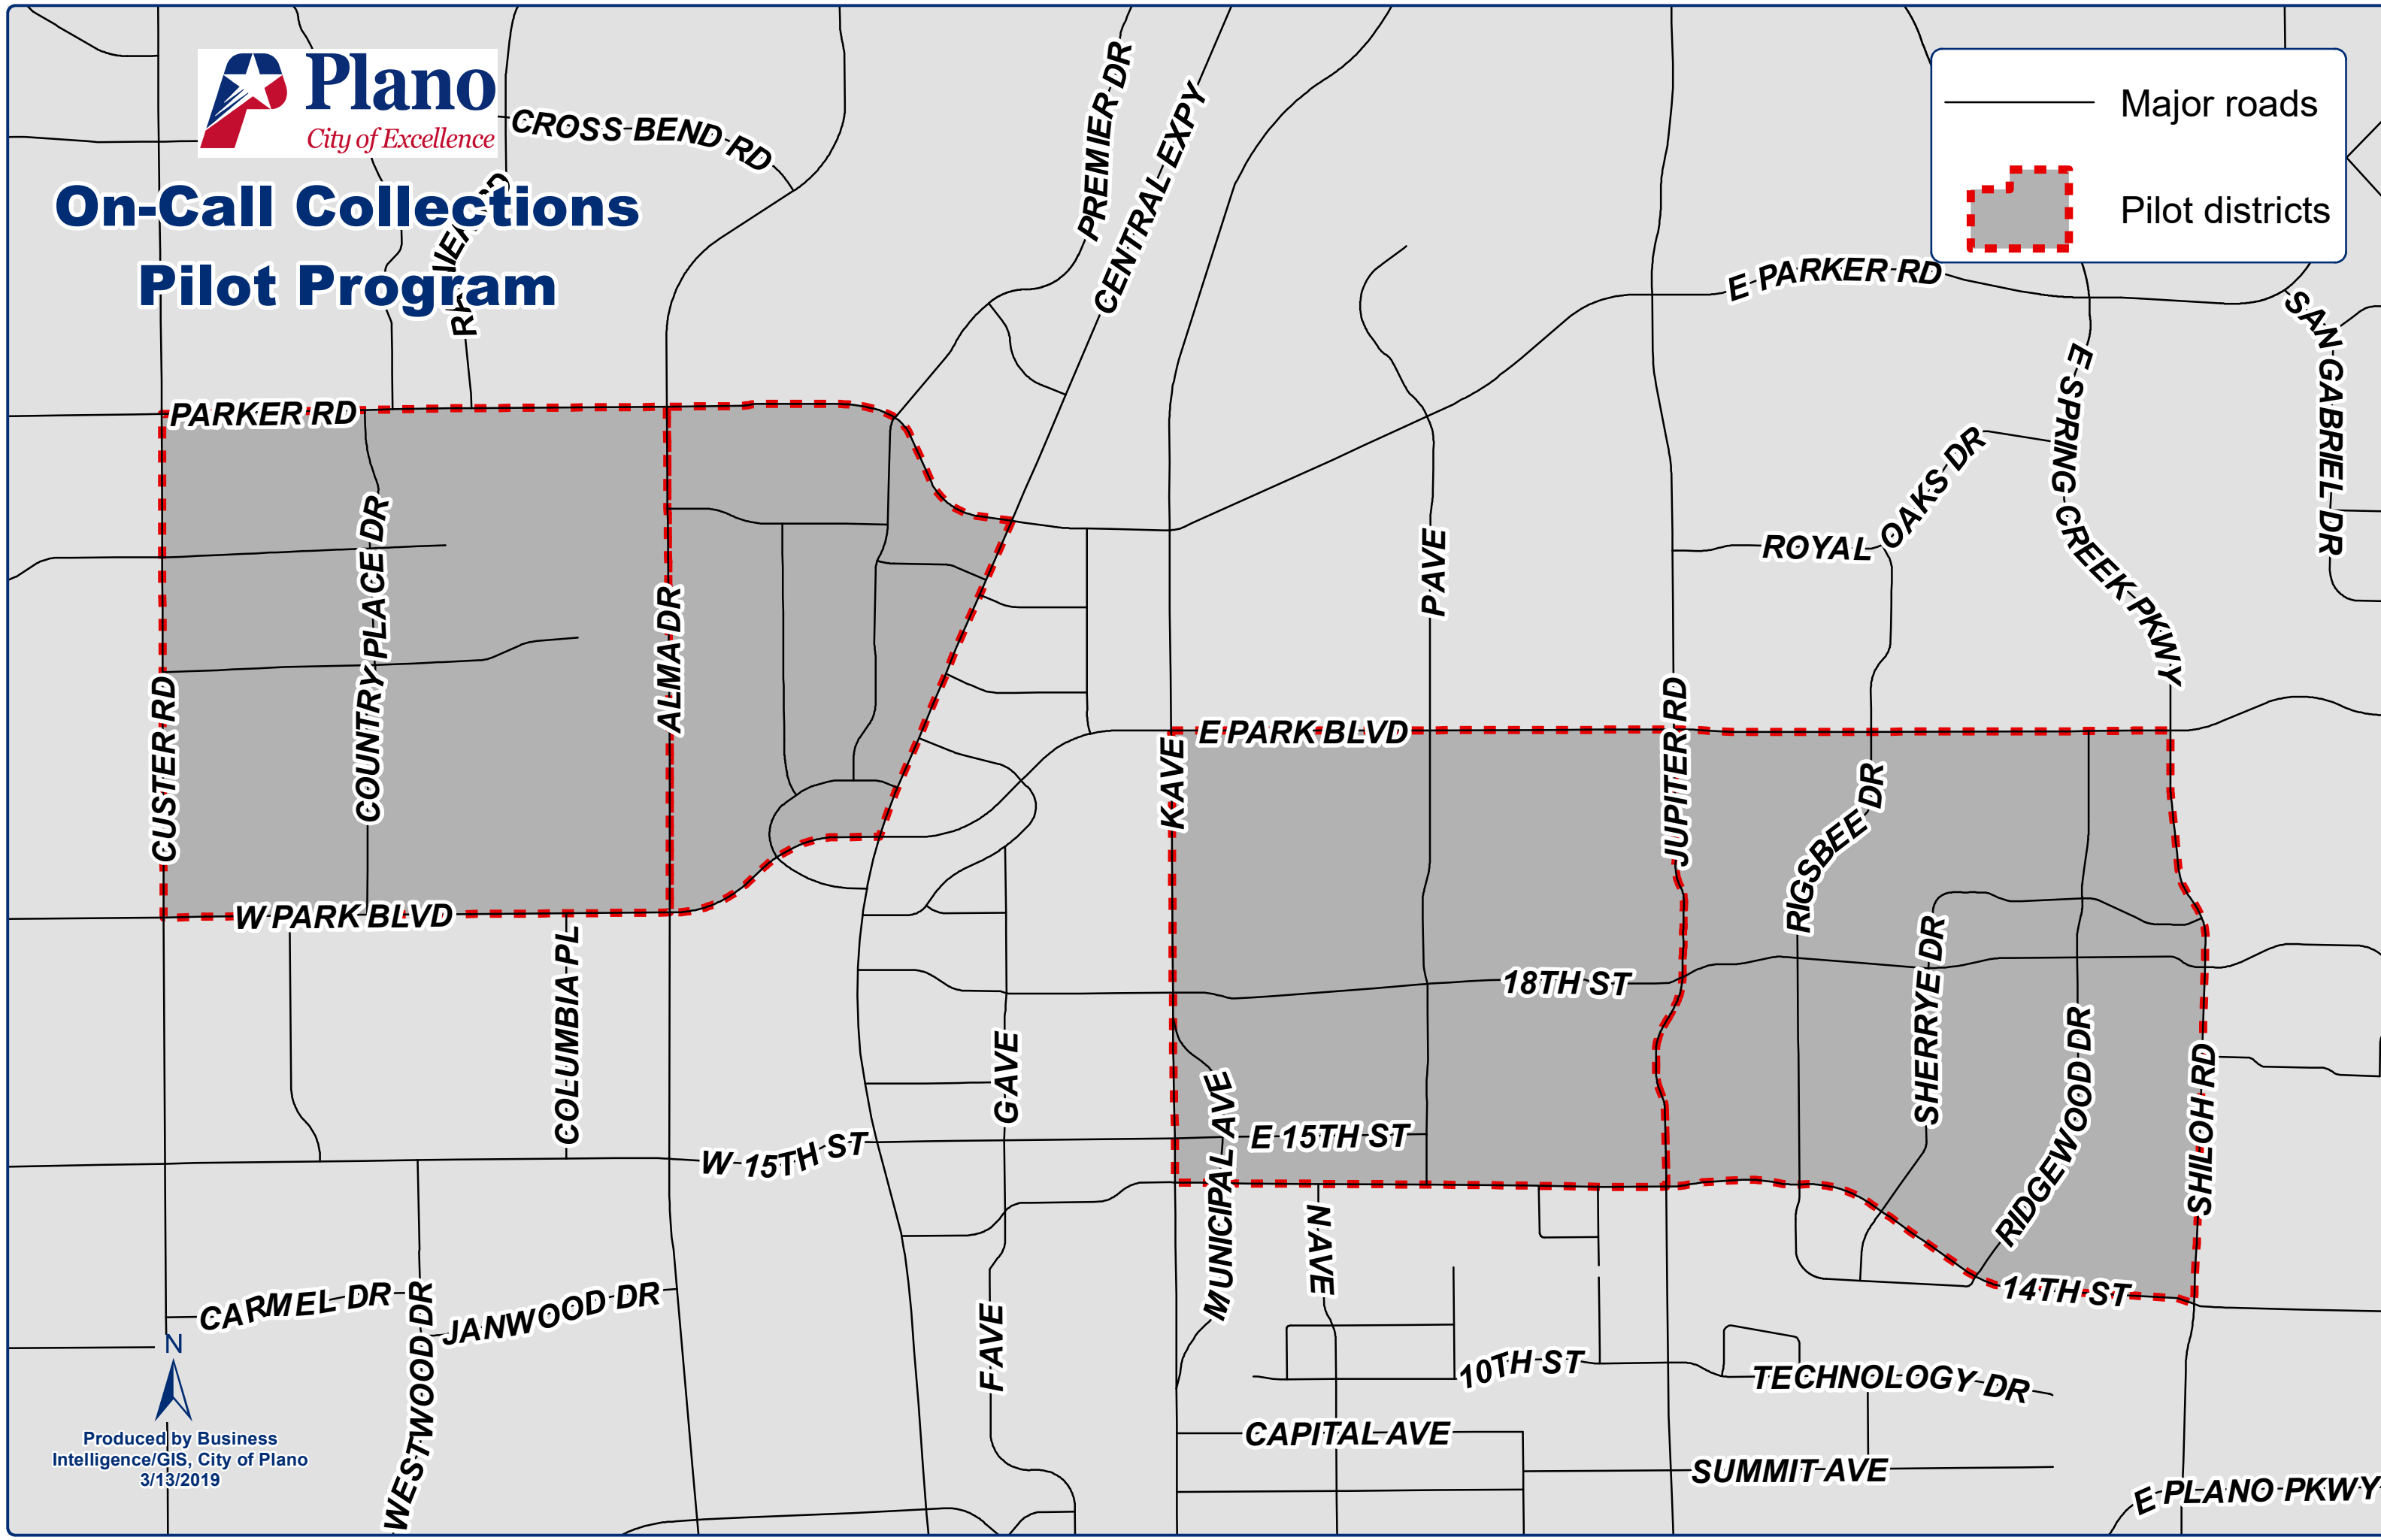 Plano
City of Excellence
On-Call Collections
Pilot Program
Major roads
Pilot districts
CROSS BEND RD
PREMIER DR
CENTRAL EXPY
E PARKER RD
SAN GABRIEL DR
E SPRING CREEK PKWY
PARKER RD
COUNTRY PLACE DR
ALMA DR
CUSTER RD
W PARK BLVD
COLUMBIA PL
P AVE
ROYAL OAKS DR
E PARK BLVD
K AVE
JUPITER RD
RIGSBEE DR
18TH ST
SHERRYE DR
RIDGEWOOD DR
SHILOH RD
G AVE
W 15TH ST
E 15TH ST
MUNICIPAL AVE
N AVE
14TH ST
CARMEL DR
JANWOOD DR
WESTWOOD DR
F AVE
10TH ST
TECHNOLOGY DR
CAPITAL AVE
SUMMIT AVE
E PLANO PKWY
N
Produced by Business
Intelligence/GIS, City of Plano
3/13/2019